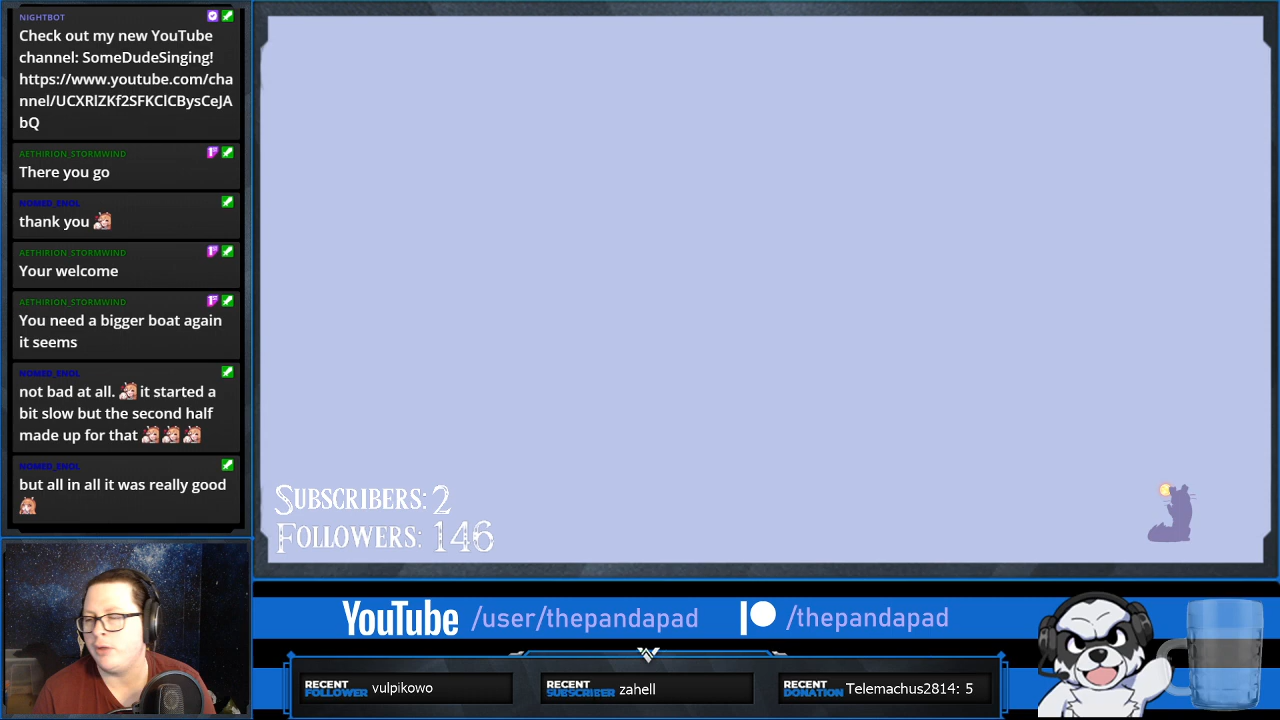 NIGHTBOT
Check out my new YouTube
channel: SomeDudeSinging!
https://www.youtube.com/cha
nnel/UCXRlZKf2SFKClCBysCeJA
bQ
AETHIRION_STORMWIND
There you go
NOMED_ENOL
thank you
AETHIRION_STORMWIND
Your welcome
AETHIRION_STORMWIND
You need a bigger boat again
it seems
NOMED_ENOL
not bad at all. it started a
bit slow but the second half
made up for that
NOMED_ENOL
but all in all it was really good
Subscribers: 2
Followers: 146
YouTube /user/thepandapad
/thepandapad
RECENT
FOLLOWER vulpikowo
RECENT
SUBSCRIBER zahell
RECENT
DONATION Telemachus2814: 5